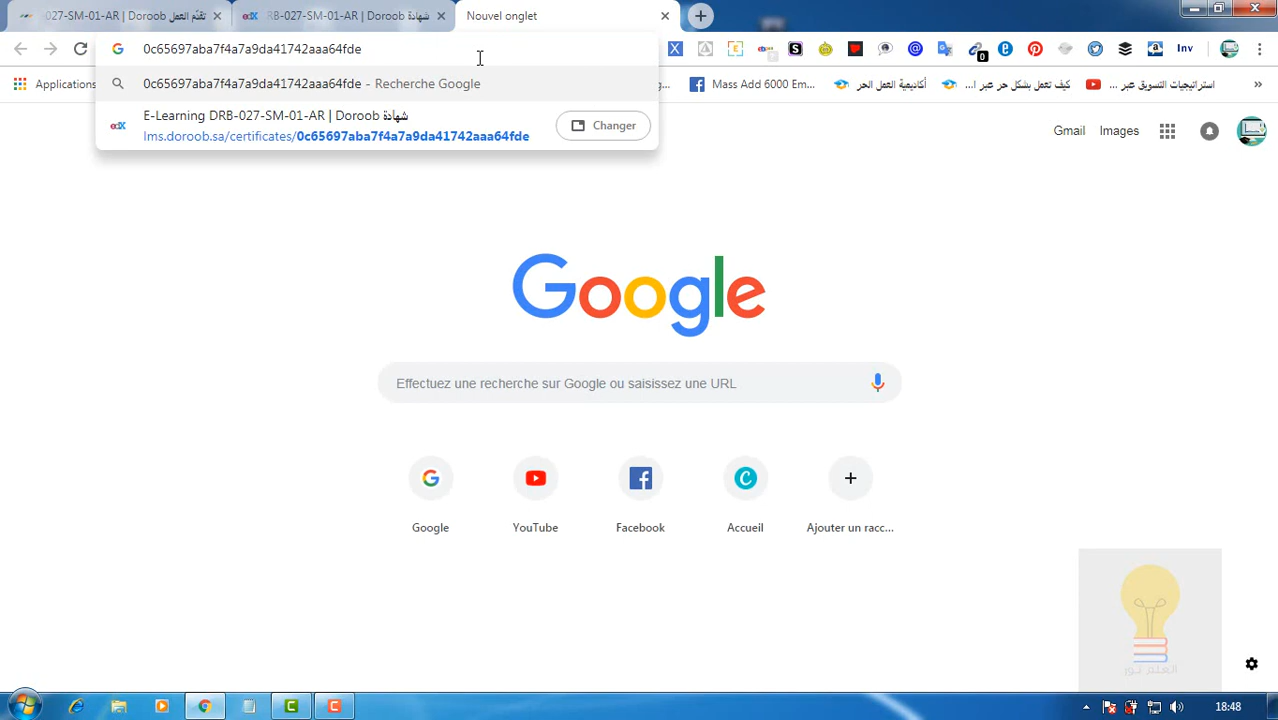 -027-SM-01-AR | Doroob تقدّم العمل
RB-027-SM-01-AR | Doroob شهادة
Nouvel onglet
0c65697aba7f4a7a9da41742aaa64fde
0c65697aba7f4a7a9da41742aaa64fde - Recherche Google
E-Learning DRB-027-SM-01-AR | Doroob شهادة
lms.doroob.sa/certificates/0c65697aba7f4a7a9da41742aaa64fde
Changer
Inv
Applications
Mass Add 6000 Em...
كيف تعمل بشكل حر عبر ا...
استراتيجيات التسويق عبر ...
Gmail
Images
Google
Effectuez une recherche sur Google ou saisissez une URL
Google
YouTube
Facebook
Accueil
Ajouter un racc...
العلم نور
18:48